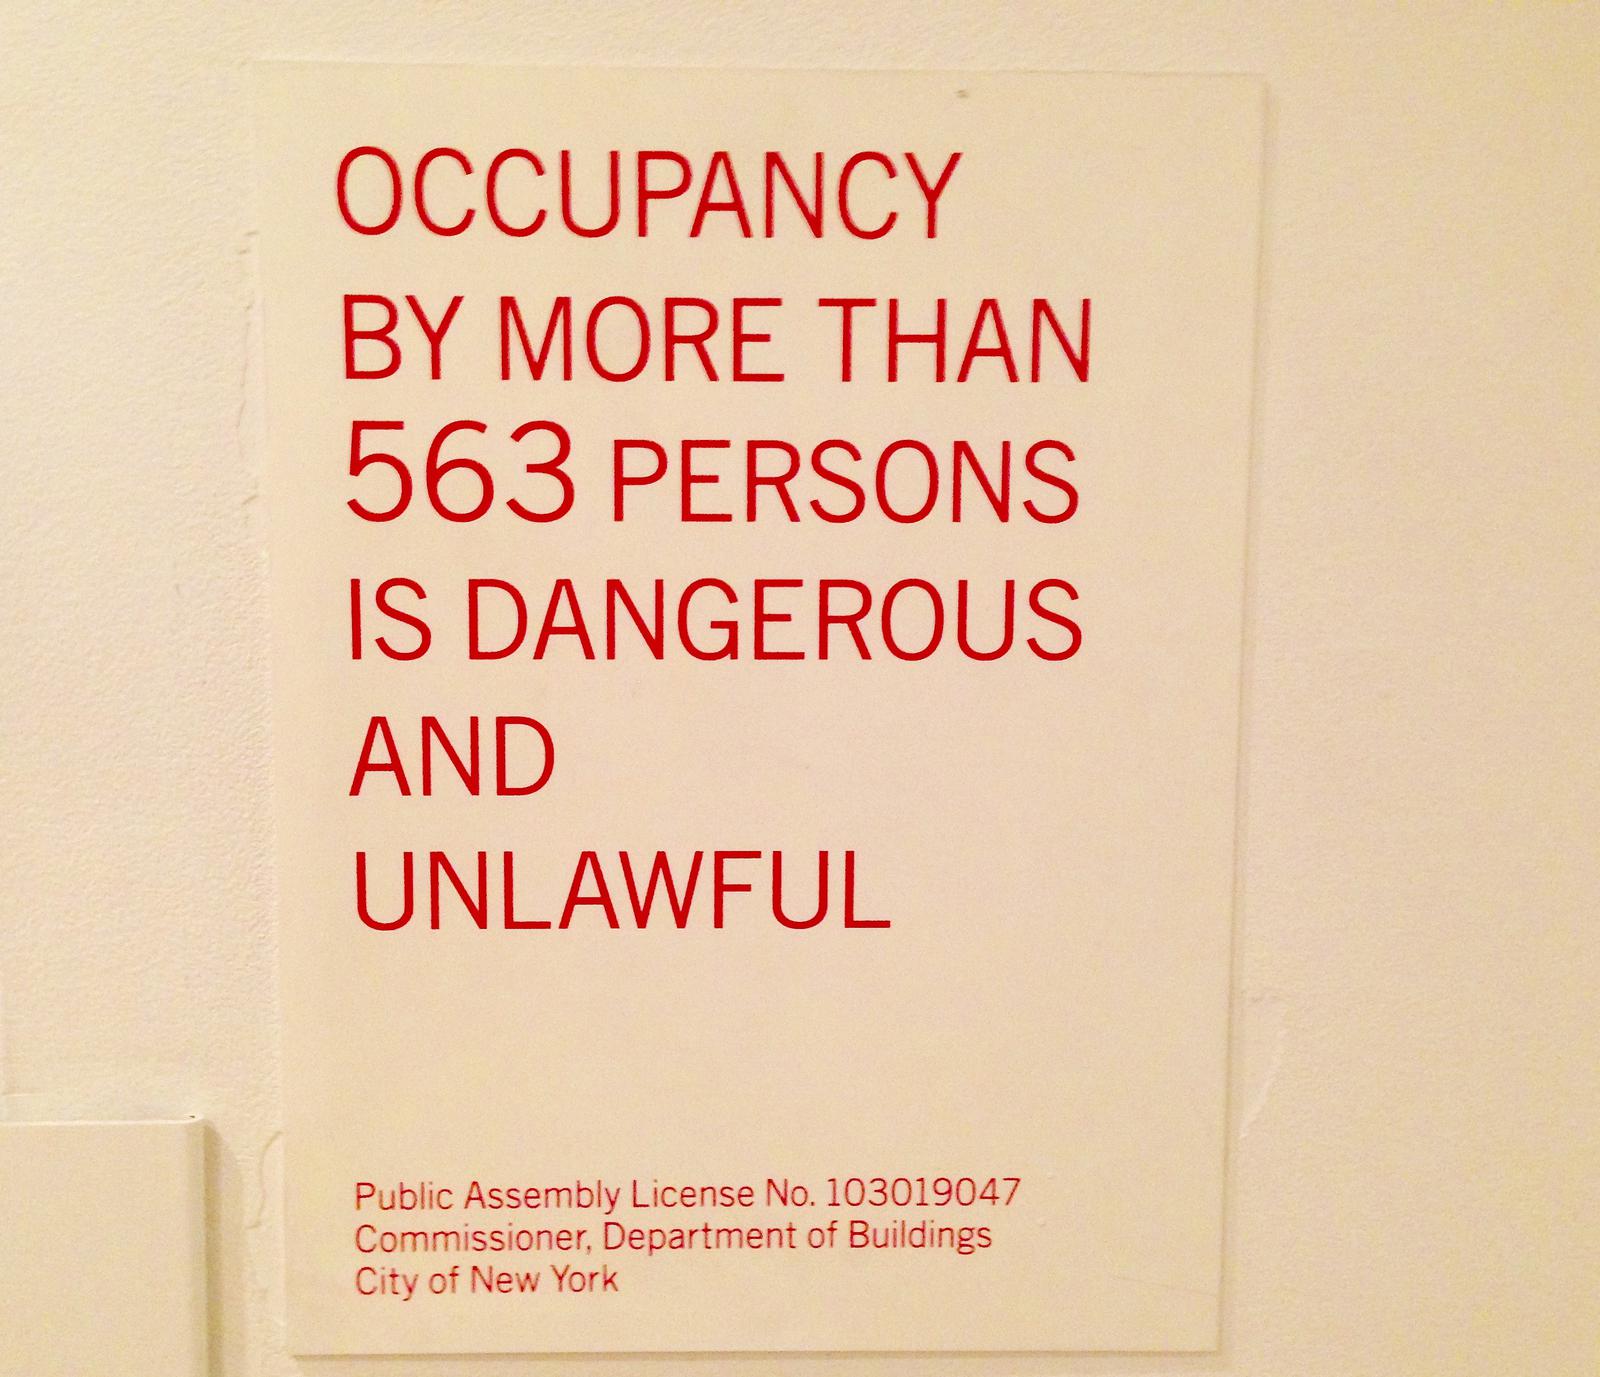 OCCUPANCY
BY MORE THAN
563 PERSONS
IS DANGEROUS
AND
UNLAWFUL
Public Assembly License No. 103019047
Commissioner, Department of Buildings
City of New York